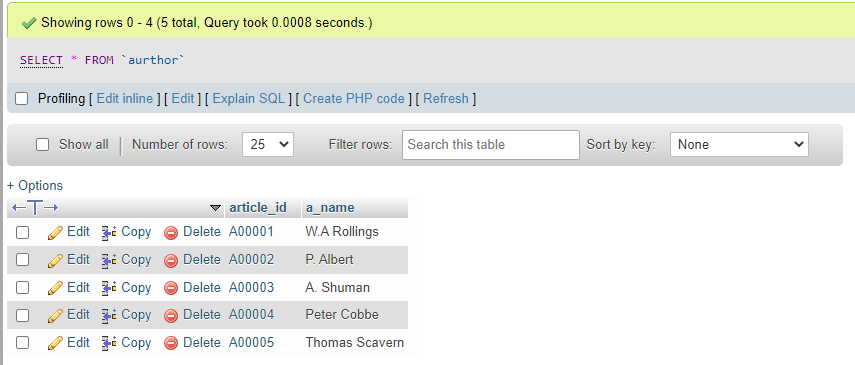 Showing rows 0 - 4 (5 total, Query took 0.0008 seconds.)
SELECT * FROM `aurthor`
Profiling [ Edit inline ] [ Edit ] [ Explain SQL ] [ Create PHP code ] [ Refresh ]
Show all Number of rows: 25 Filter rows: Search this table Sort by key: None
+ Options
article_id a_name
Edit Copy Delete A00001 W.A Rollings
Edit Copy Delete A00002 P. Albert
Edit Copy Delete A00003 A. Shuman
Edit Copy Delete A00004 Peter Cobbe
Edit Copy Delete A00005 Thomas Scavern